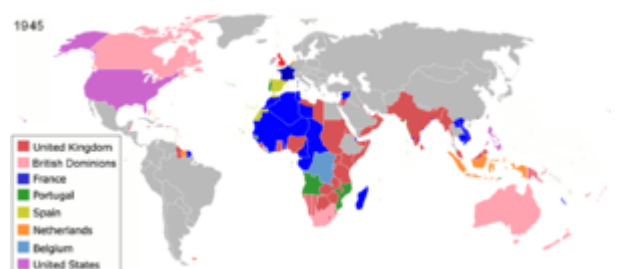 1945
United Kingdom
British Dominions
France
Portugal
Spain
Netherlands
Belgium
United States